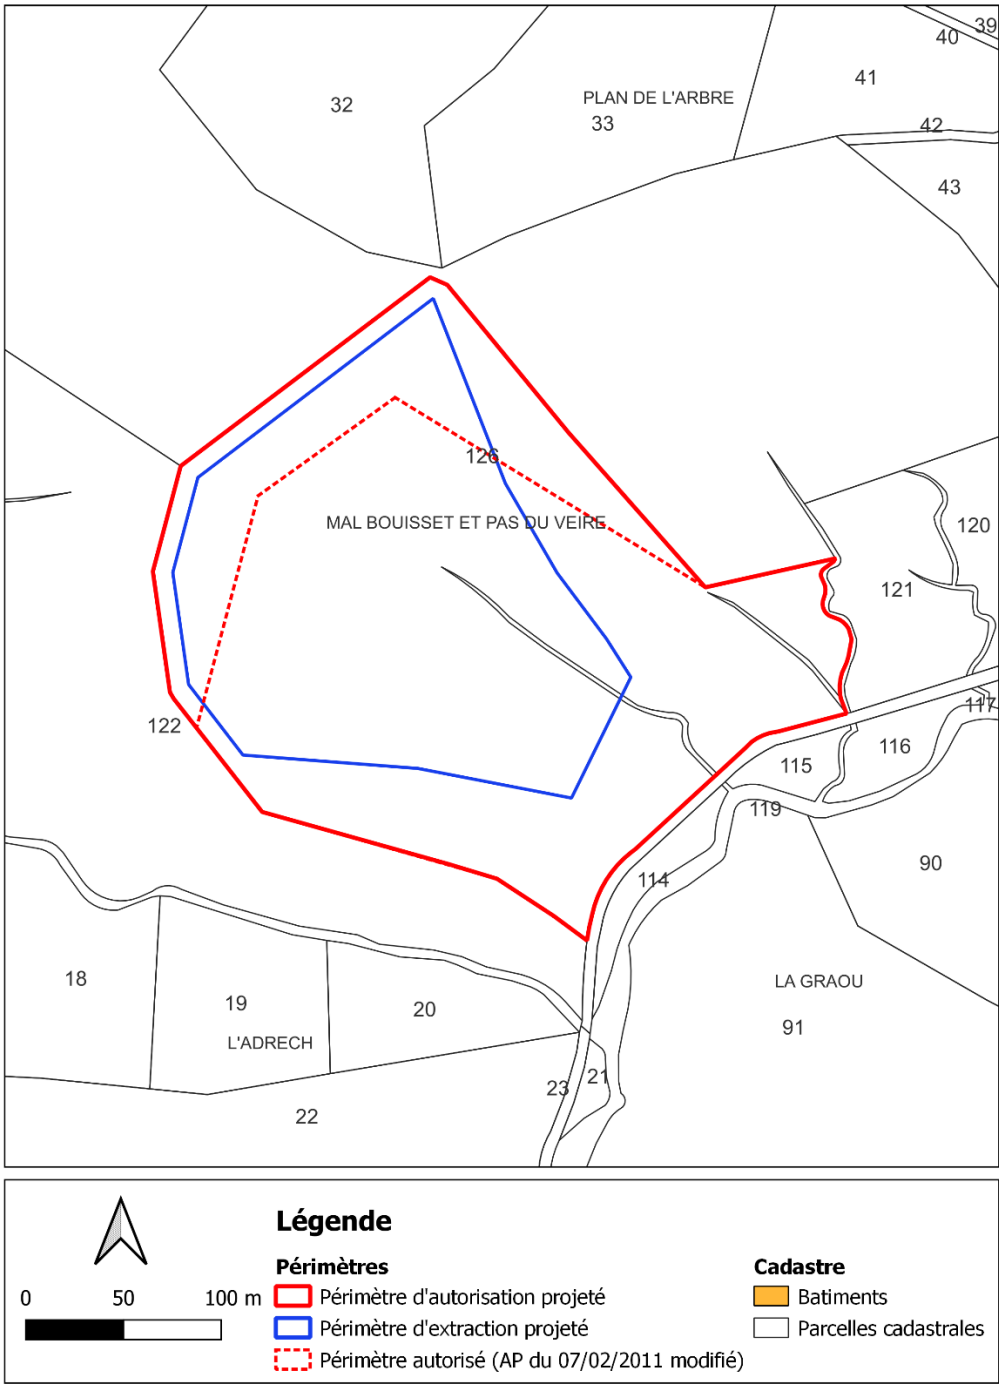 39
40
32
PLAN DE L'ARBRE
41
33
42
43
126
MAL BOUISSET ET PAS DU VEIRE
120
121
122
117
116
115
119
90
114
18
LA GRAOU
19
20
91
L'ADRECH
21
23
22
Légende
Périmètres
Cadastre
0 50 100 m
Périmètre d'autorisation projeté
Batiments
Périmètre d'extraction projeté
Parcelles cadastrales
Périmètre autorisé (AP du 07/02/2011 modifié)